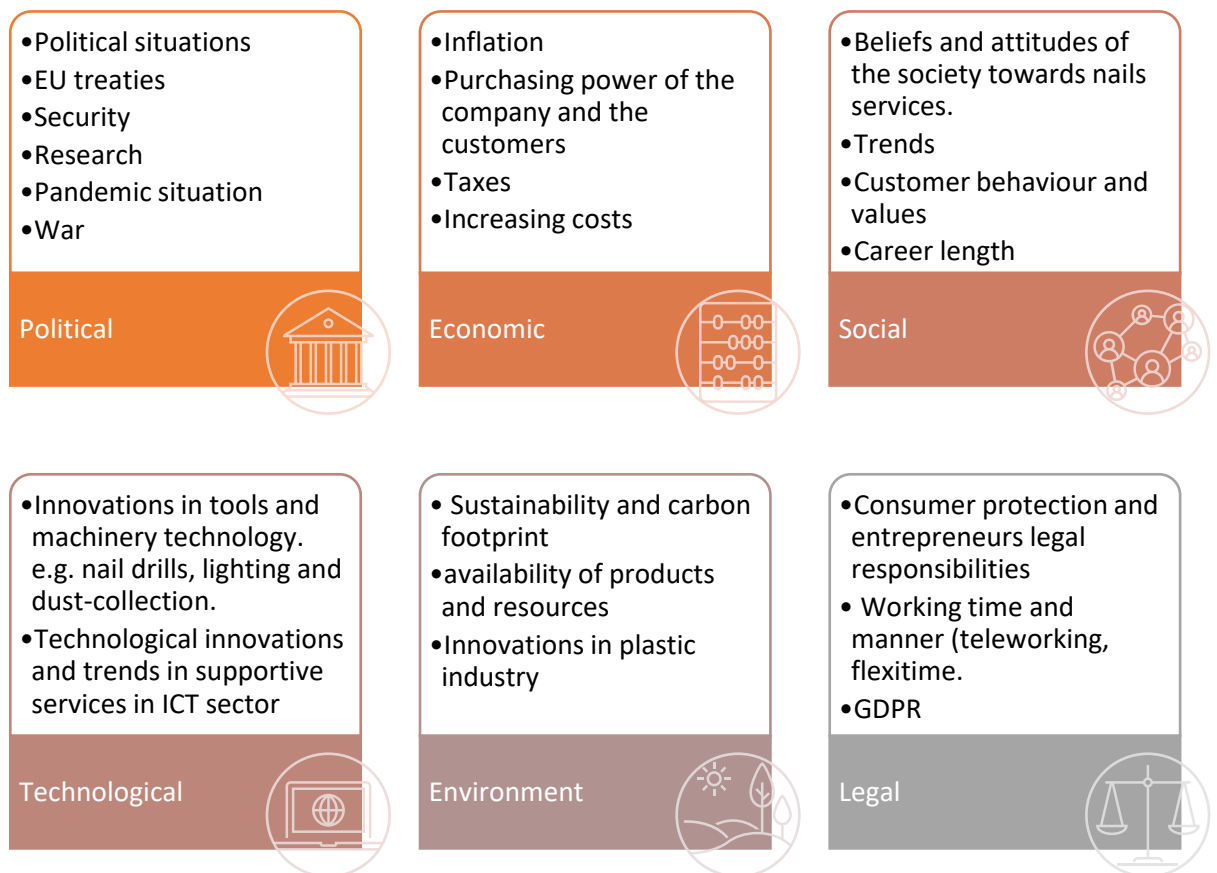 •Political situations
•EU treaties
•Security
•Research
•Pandemic situation
•War
Political
•Inflation
•Purchasing power of the
company and the
customers
•Taxes
•Increasing costs
Economic
•Beliefs and attitudes of
the society towards nails
services.
•Trends
•Customer behaviour and
values
•Career length
Social
•Innovations in tools and
machinery technology.
e.g. nail drills, lighting and
dust-collection.
•Technological innovations
and trends in supportive
services in ICT sector
Technological
• Sustainability and carbon
footprint
•availability of products
and resources
•Innovations in plastic
industry
Environment
•Consumer protection and
entrepreneurs legal
responsibilities
• Working time and
manner (teleworking,
flexitime.
•GDPR
Legal